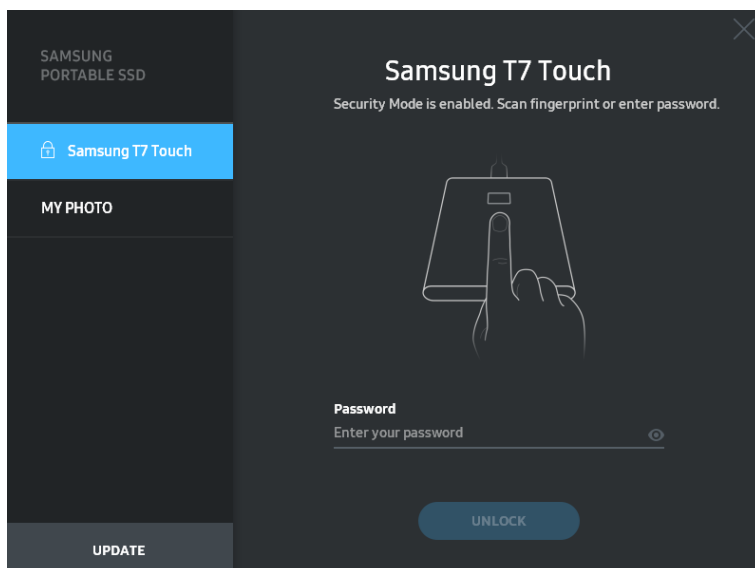 SAMSUNG
PORTABLE SSD
Samsung T7 Touch
MY PHOTO
UPDATE
Samsung T7 Touch
Security Mode is enabled. Scan fingerprint or enter password.
Password
Enter your password
UNLOCK